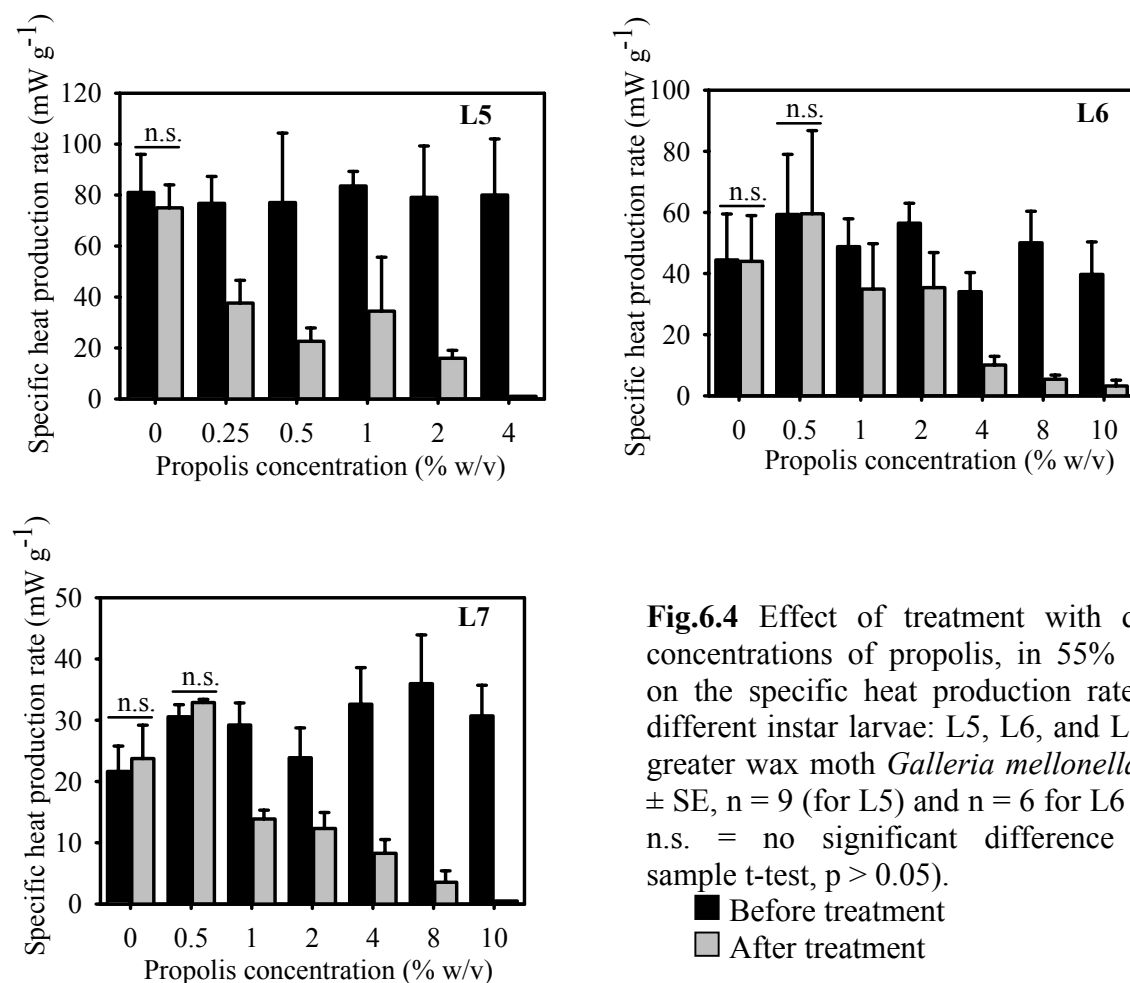 Specific heat production rate (mW g-1)
120
100
80
60
40
20
0
L5
n.s.
0 0.25 0.5 1 2 4
Propolis concentration (% w/v)
Specific heat production rate (mW g-1)
100
80
60
40
20
0
L6
n.s.
n.s.
0 0.5 1 2 4 8 10
Propolis concentration (% w/v)
Specific heat production rate (mW g-1)
50
40
30
20
10
0
L7
n.s.
n.s.
0 0.5 1 2 4 8 10
Propolis concentration (% w/v)
Fig.6.4 Effect of treatment with
concentrations of propolis, in 55%
on the specific heat production rate
different instar larvae: L5, L6, and
greater wax moth Galleria mellonella
± SE, n = 9 (for L5) and n = 6 for L6
n.s. = no significant difference
sample t-test, p > 0.05).
Before treatment
After treatment